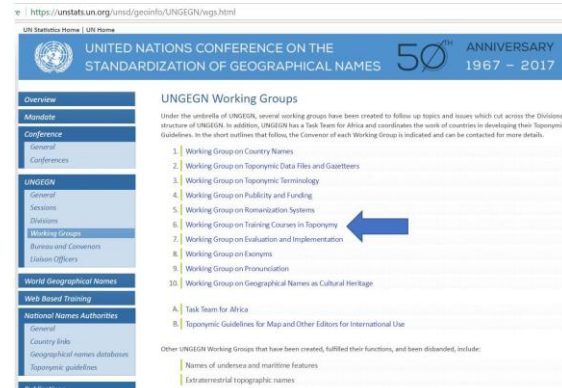 https://unstats.un.org/unsd/geoinfo/UNGEGN/wgs.html
UN Statistics Home | UN Home
UNITED NATIONS CONFERENCE ON THE
STANDARDIZATION OF GEOGRAPHICAL NAMES
50TH ANNIVERSARY
1967 – 2017
Overview
Mandate
Conference
General
Conferences
UNGEGN
General
Sessions
Divisions
Working Groups
Bureau and Convenors
Liaison Officers
World Geographical Names
Web Based Training
National Names Authorities
General
Country links
Geographical names databases
Toponymic guidelines
UNGEGN Working Groups
Under the umbrella of UNGEGN, several working groups have been created to follow up topics and issues which cut across the Divisional
structure of UNGEGN. In addition, UNGEGN has a Task Team for Africa and coordinates the work of countries in developing their Toponymic
Guidelines. In the short outlines that follow, the Convenor of each Working Group is indicated and can be contacted for more details.
1. Working Group on Country Names
2. Working Group on Toponymic Data Files and Gazetteers
3. Working Group on Toponymic Terminology
4. Working Group on Publicity and Funding
5. Working Group on Romanization Systems
6. Working Group on Training Courses in Toponymy
7. Working Group on Evaluation and Implementation
8. Working Group on Exonyms
9. Working Group on Pronunciation
10. Working Group on Geographical Names as Cultural Heritage
A. Task Team for Africa
B. Toponymic Guidelines for Map and Other Editors for International Use
Other UNGEGN Working Groups that have been created, fulfilled their functions, and been disbanded, include:
Names of undersea and maritime features
Extraterrestrial topographic names